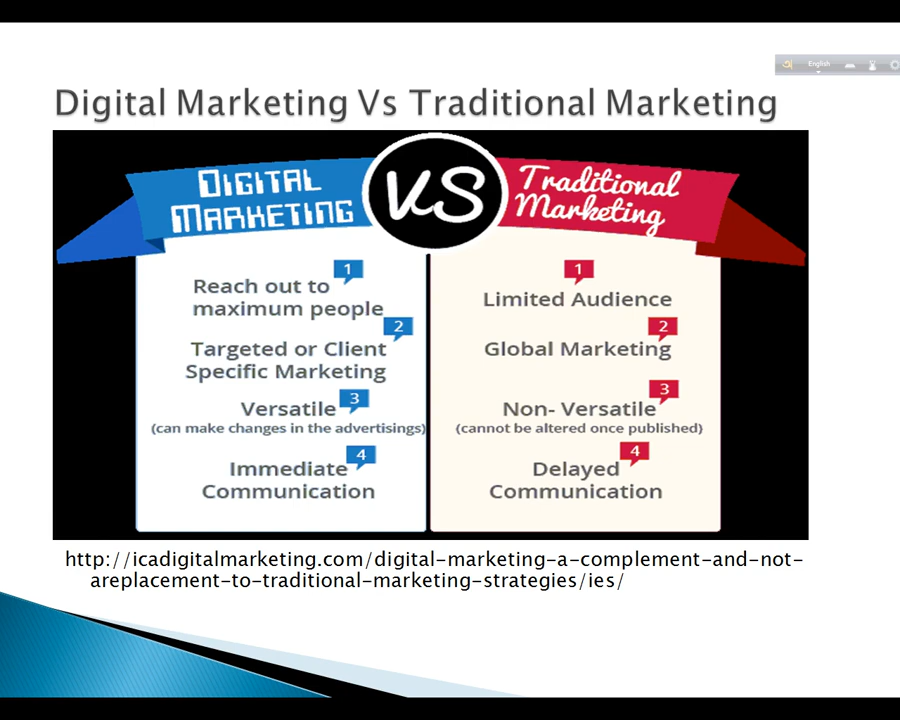 English
Digital Marketing Vs Traditional Marketing
DIGITAL
MARKETING
VS
Traditional
Marketing
1
Reach out to
maximum people
2
Targeted or Client
Specific Marketing
3
Versatile
(can make changes in the advertisings)
4
Immediate
Communication
1
Limited Audience
2
Global Marketing
3
Non- Versatile
(cannot be altered once published)
4
Delayed
Communication
http://icadigitalmarketing.com/digital-marketing-a-complement-and-not-
areplacement-to-traditional-marketing-strategies/ies/